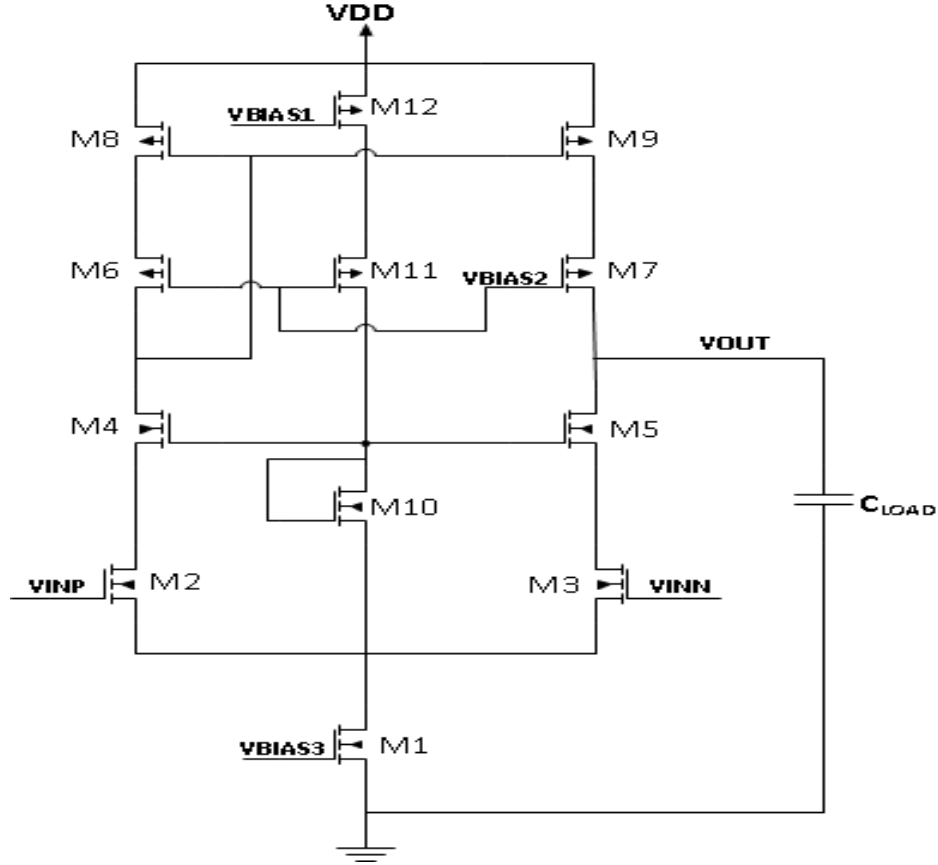 VDD
VBIAS1
M12
M8
M9
M6
M11
VBIAS2
M7
VOUT
M4
M5
M10
CLOAD
VINP
M2
M3
VINN
VBIAS3
M1